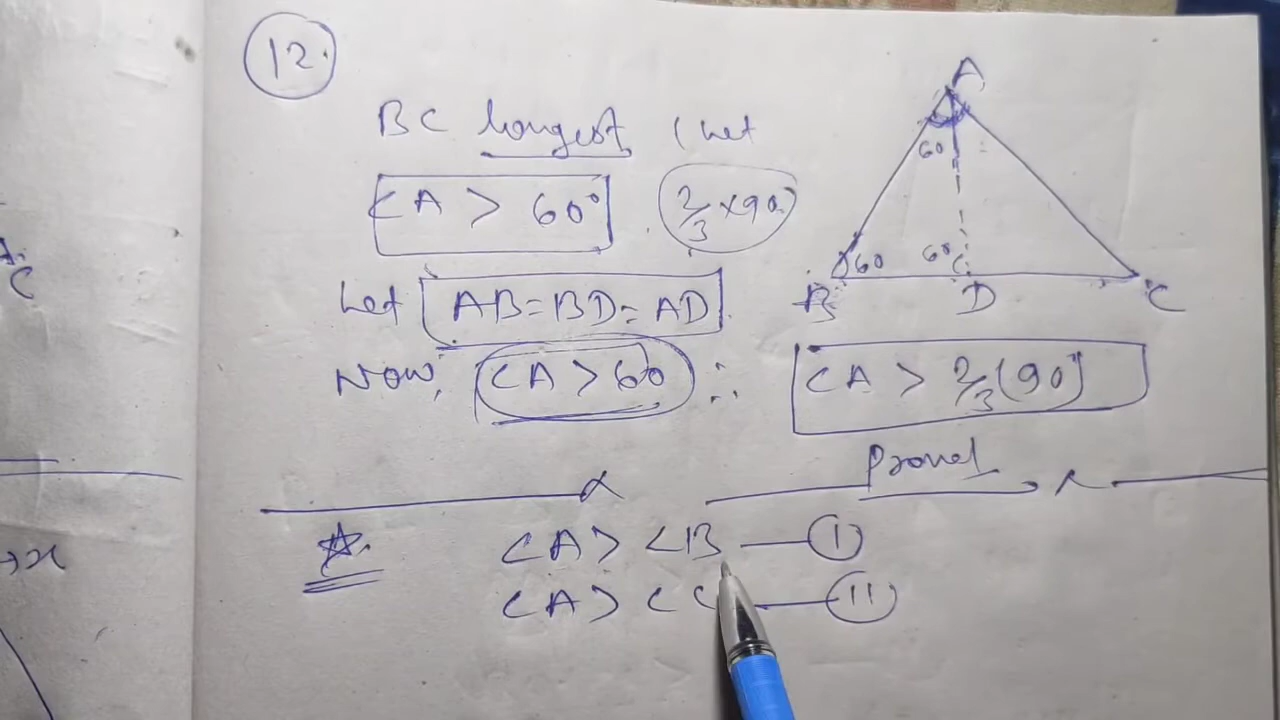 12.
BC longest (Let
<A > 60° 2/3 × 90
A
60
B 60 60° D C
Let AB = BD = AD
Now, <A > 60 ∴ <A > 2/3 (90°)
Proved
<A > <B — I
<A > <C — II
C
→x